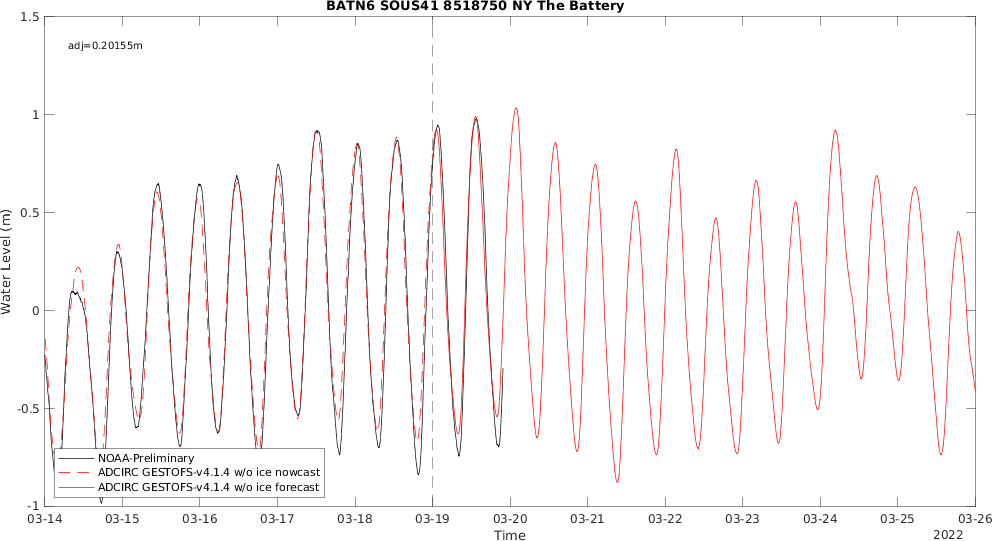 BATN6 SOUS41 8518750 NY The Battery
adj=0.20155m
1.5
1
0.5
0
-0.5
-1
Water Level (m)
NOAA-Preliminary
ADCIRC GESTOFS-v4.1.4 w/o ice nowcast
ADCIRC GESTOFS-v4.1.4 w/o ice forecast
03-14 03-15 03-16 03-17 03-18 03-19 03-20 03-21 03-22 03-23 03-24 03-25 03-26
Time
2022